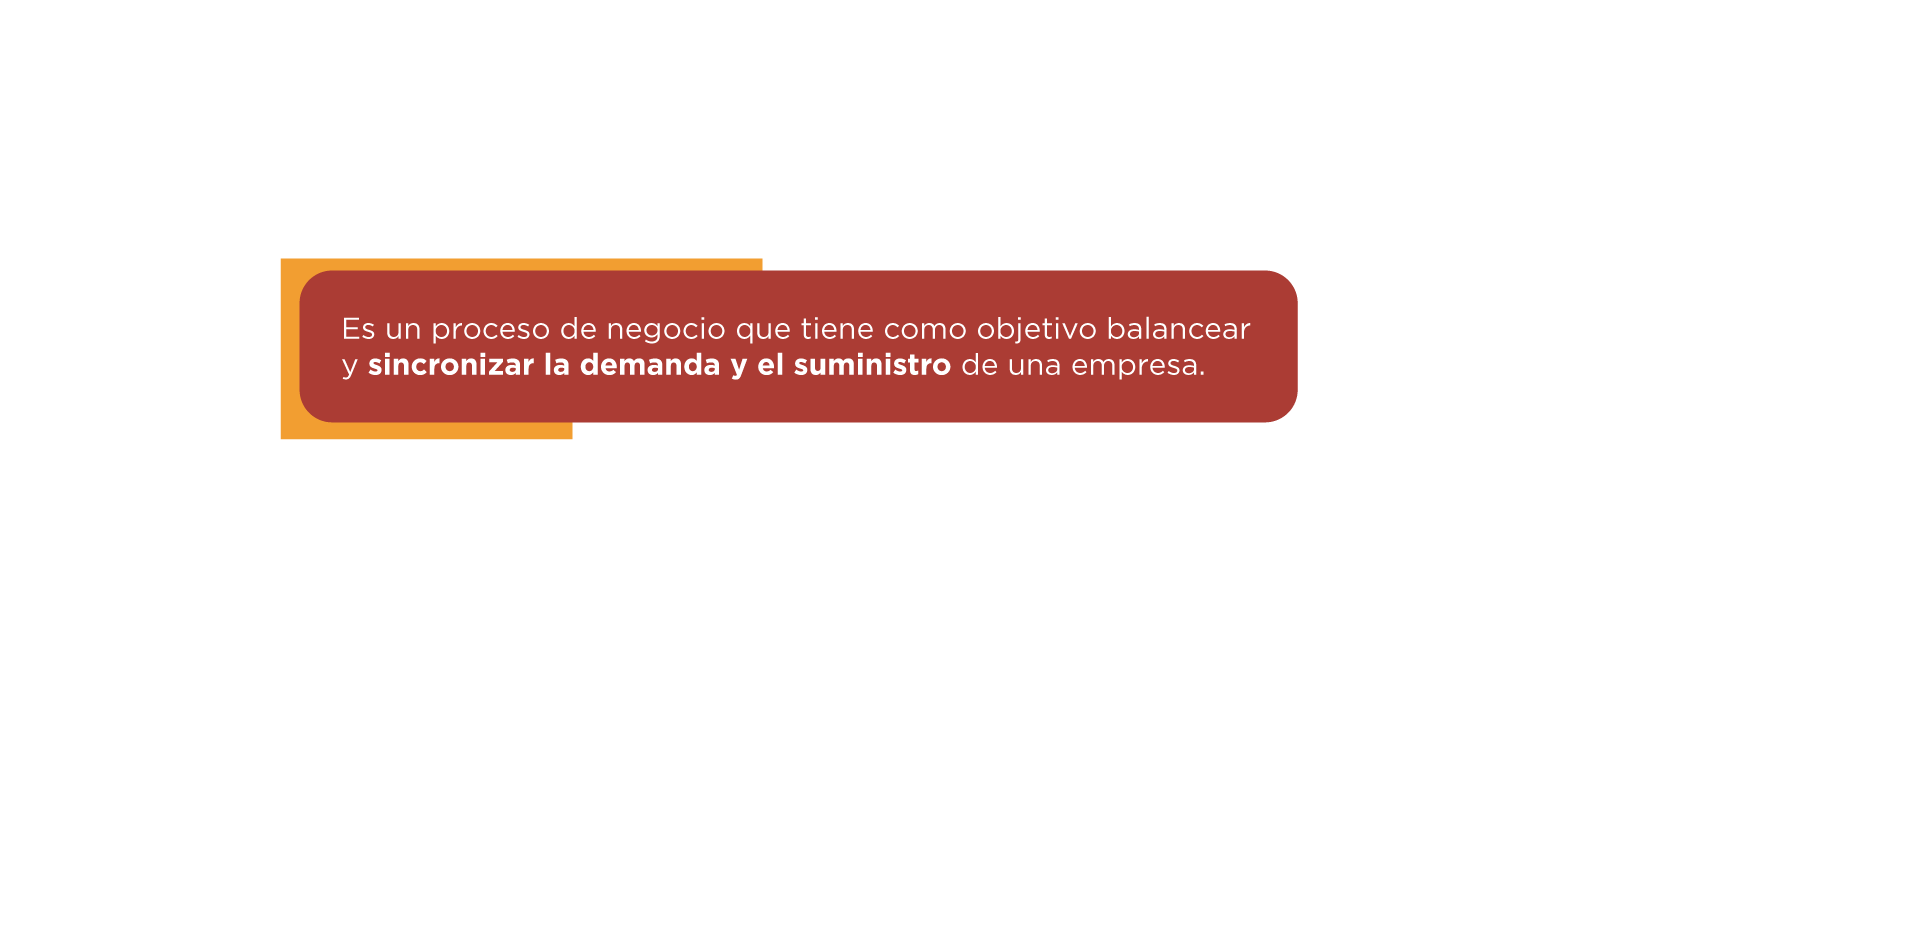 Es un proceso de negocio que tiene como objetivo balancear
y sincronizar la demanda y el suministro de una empresa.